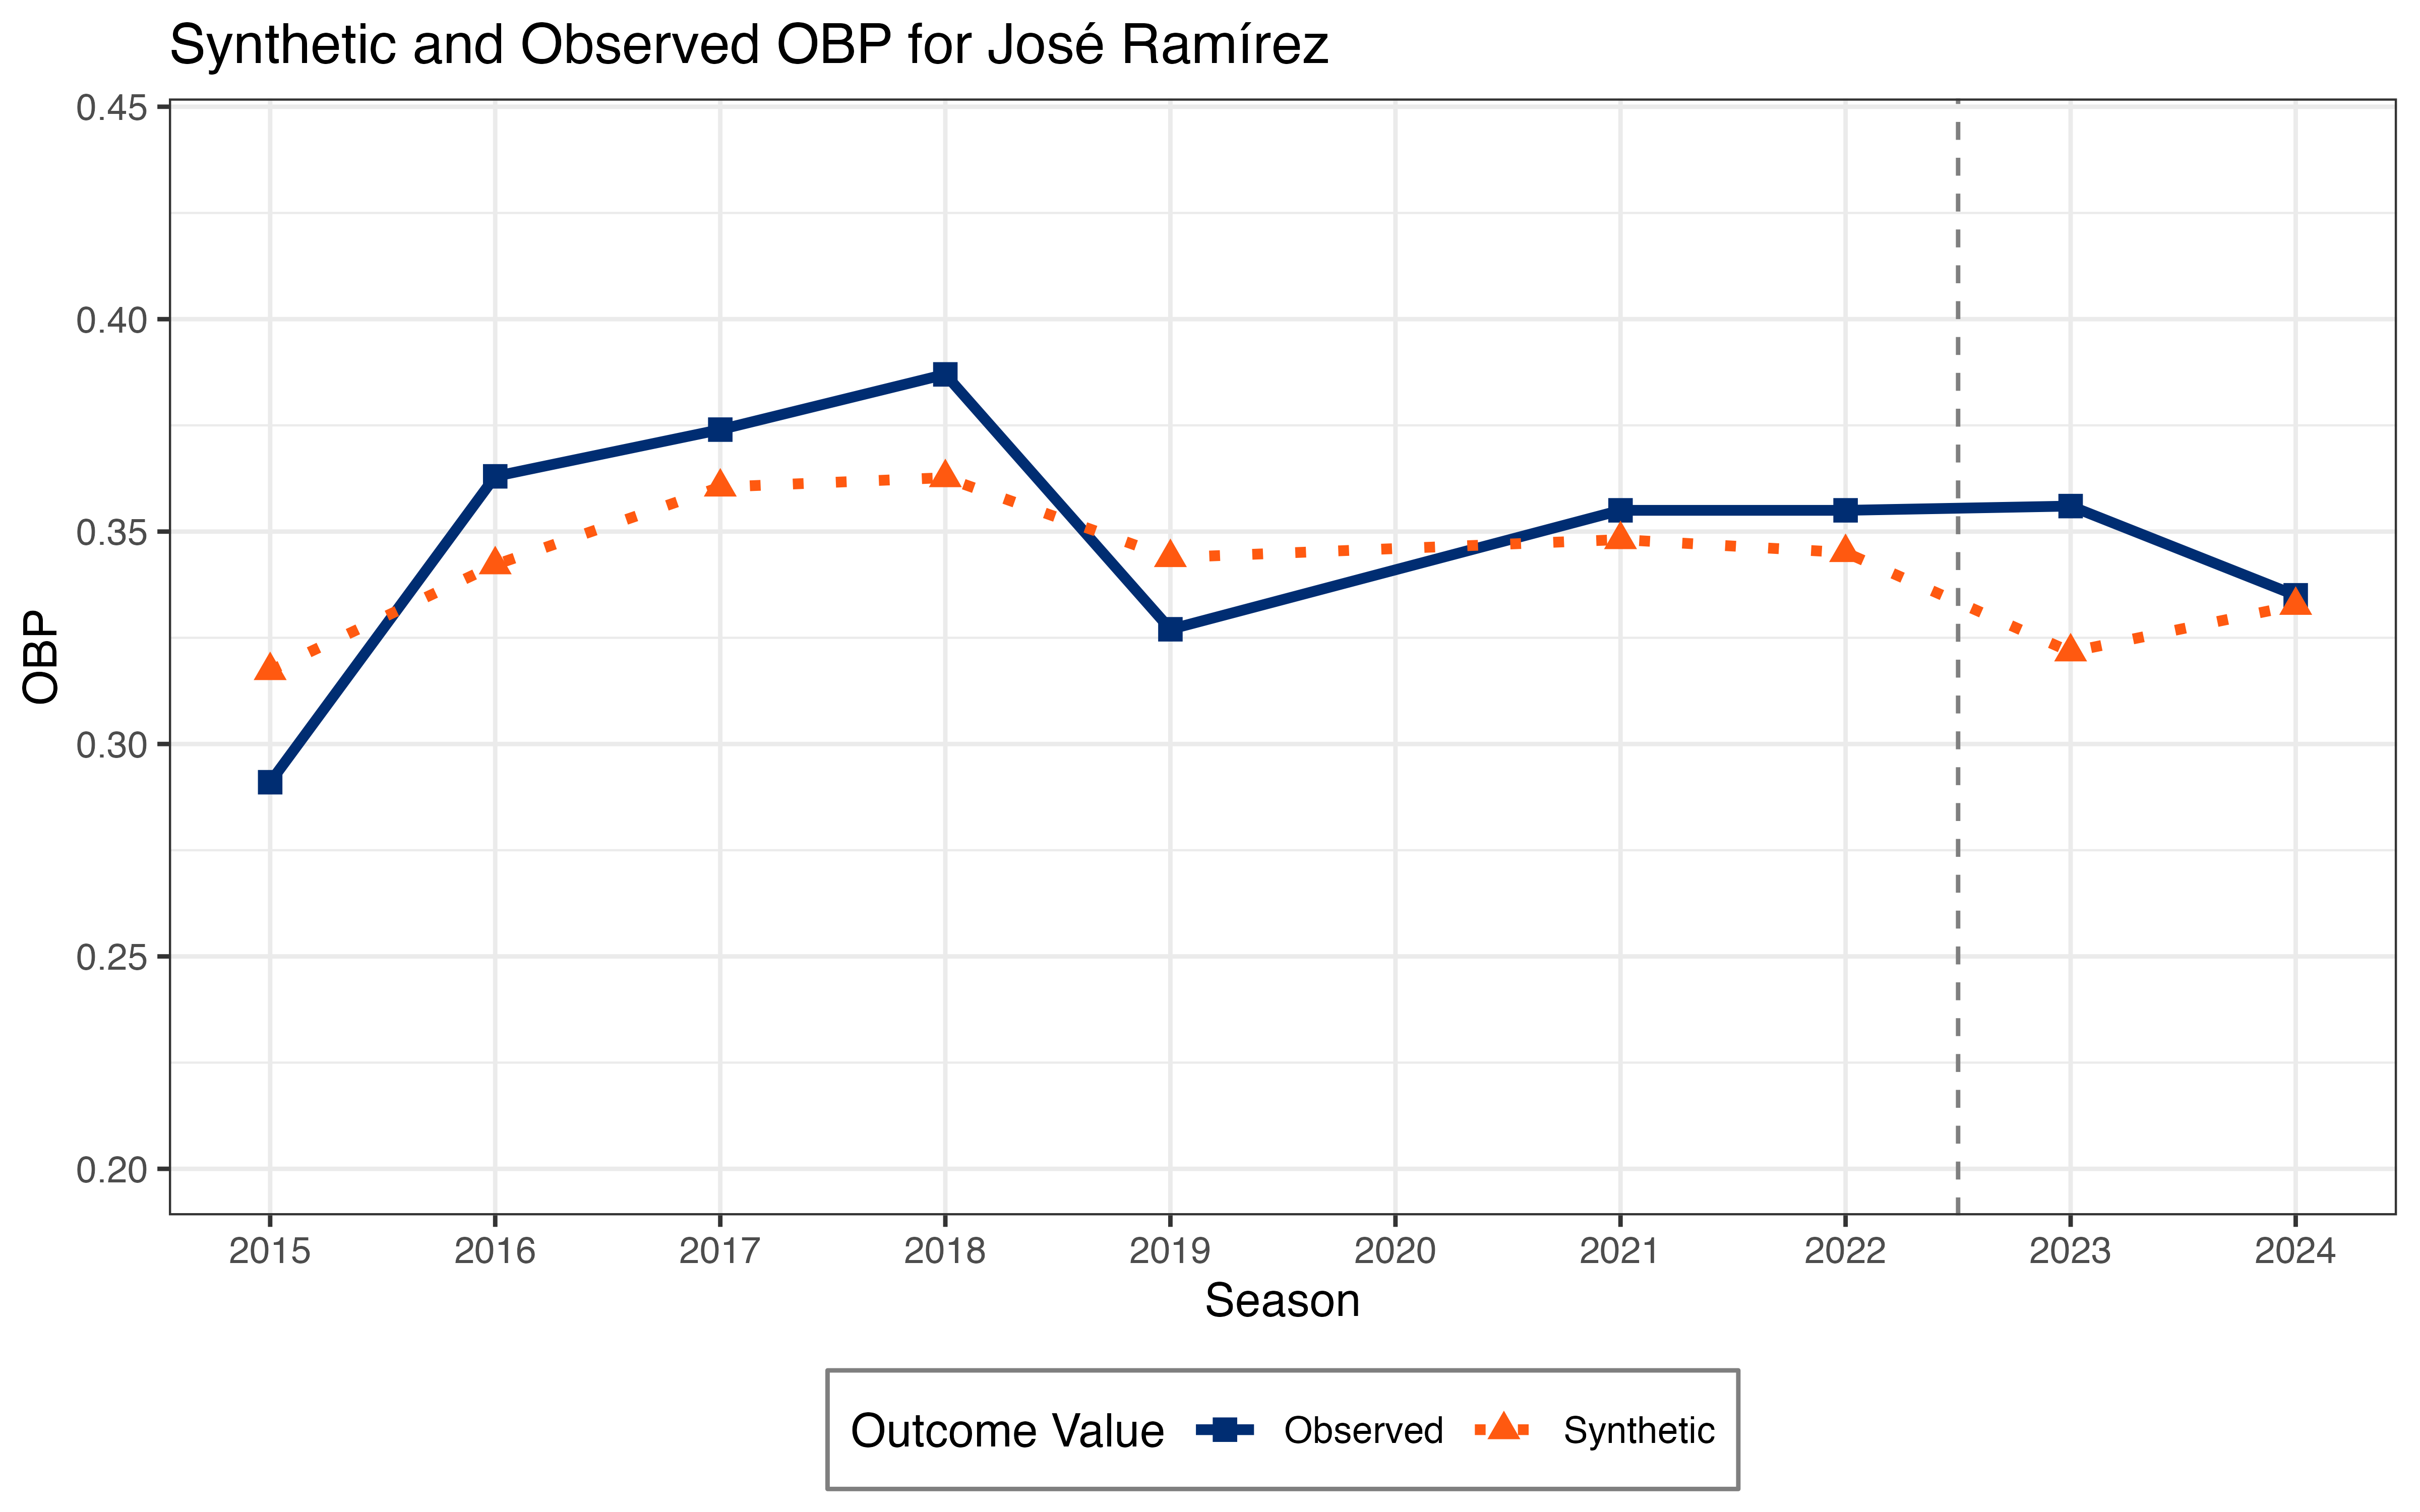 Synthetic and Observed OBP for José Ramírez
0.45
0.40
0.35
0.30
0.25
0.20
OBP
2015 2016 2017 2018 2019 2020 2021 2022 2023 2024
Season
Outcome Value Observed Synthetic